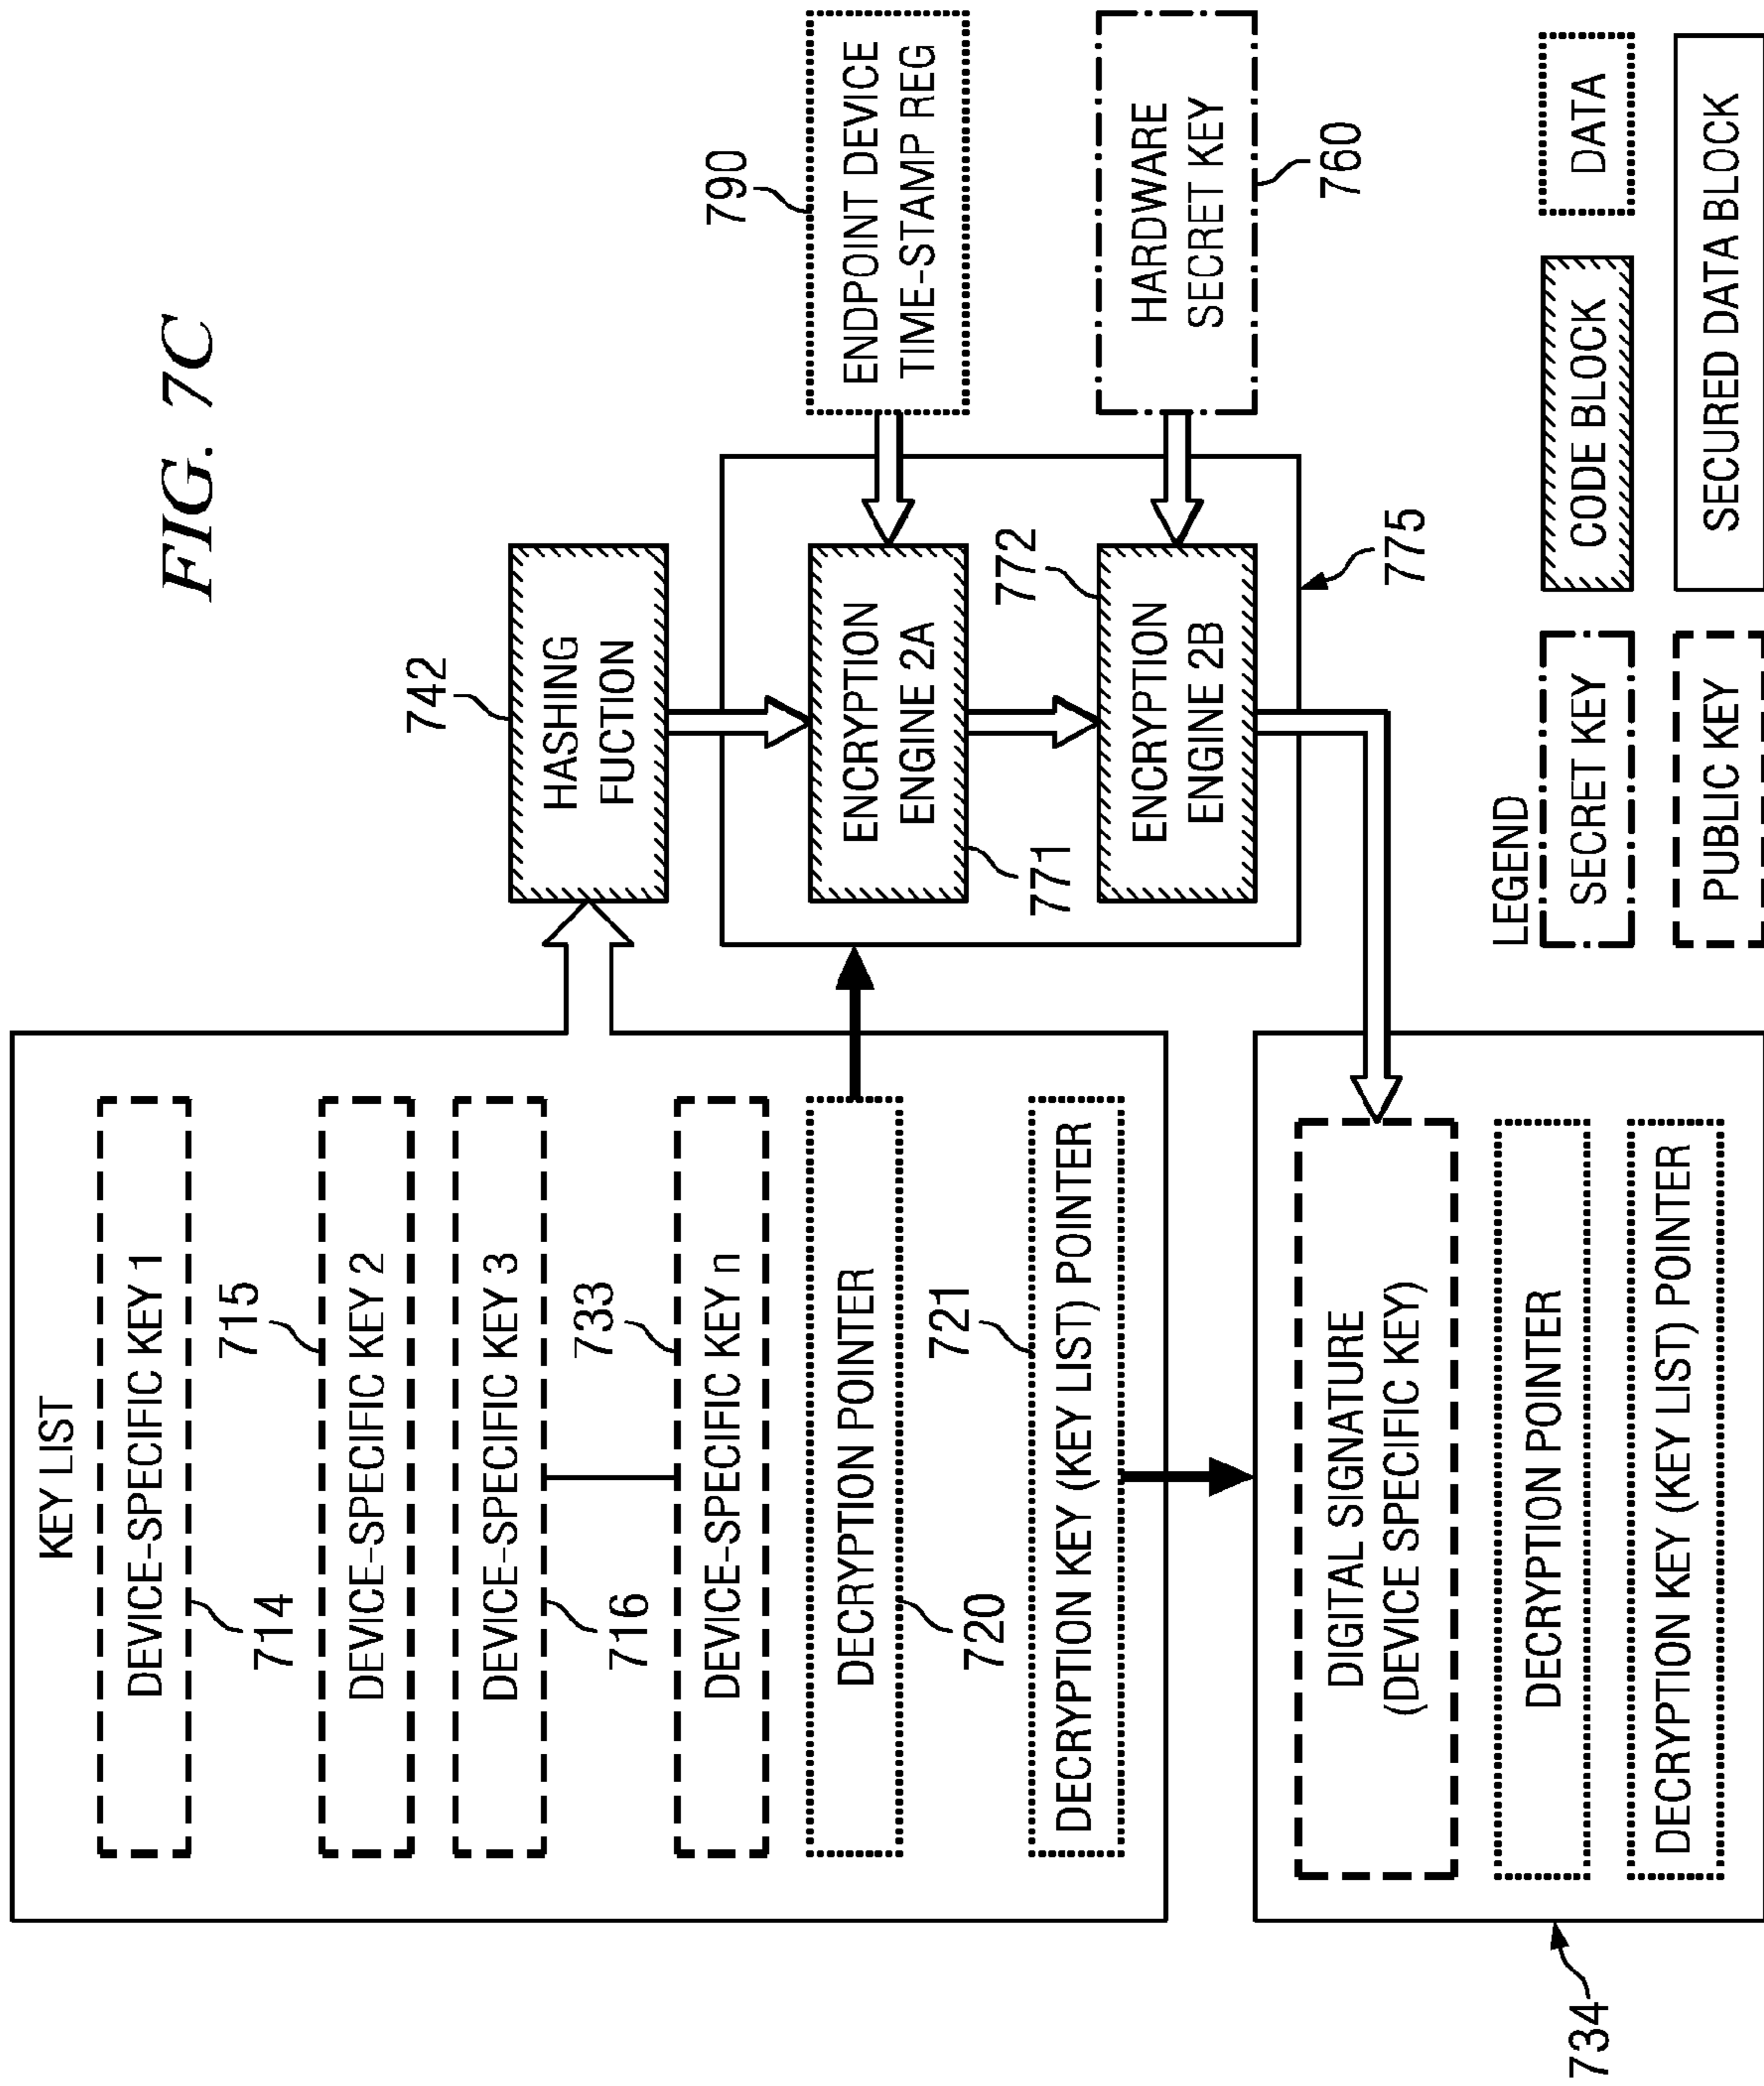 FIG. 7C
KEY LIST
DEVICE-SPECIFIC KEY 1
714
715
DEVICE-SPECIFIC KEY 2
DEVICE-SPECIFIC KEY 3
716
733
DEVICE-SPECIFIC KEY n
DECRYPTION POINTER
720
721
DECRYPTION KEY (KEY LIST) POINTER
742
HASHING
FUCTION
790
ENDPOINT DEVICE
TIME-STAMP REG
ENCRYPTION
ENGINE 2A
771
772
ENCRYPTION
ENGINE 2B
HARDWARE
SECRET KEY
760
775
DIGITAL SIGNATURE
(DEVICE SPECIFIC KEY)
DECRYPTION POINTER
DECRYPTION KEY (KEY LIST) POINTER
734
LEGEND
SECRET KEY
CODE BLOCK
DATA
PUBLIC KEY
SECURED DATA BLOCK